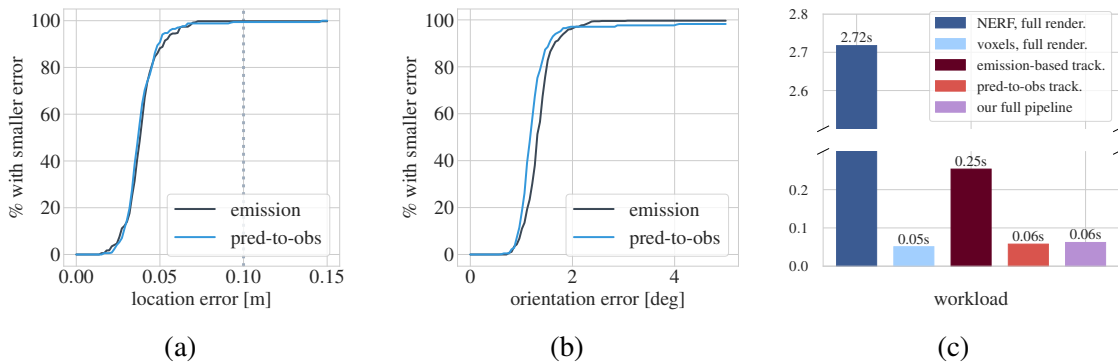 % with smaller error
100
80
60
40
20
0
0.00
0.05
0.10
0.15
location error [m]
emission
pred-to-obs
(a)
% with smaller error
100
80
60
40
20
0
0
2
4
orientation error [deg]
emission
pred-to-obs
(b)
2.8
2.7
2.6
0.2
0.1
0.0
2.72s
0.05s
0.25s
0.06s
0.06s
NERF, full render.
voxels, full render.
emission-based track.
pred-to-obs track.
our full pipeline
workload
(c)